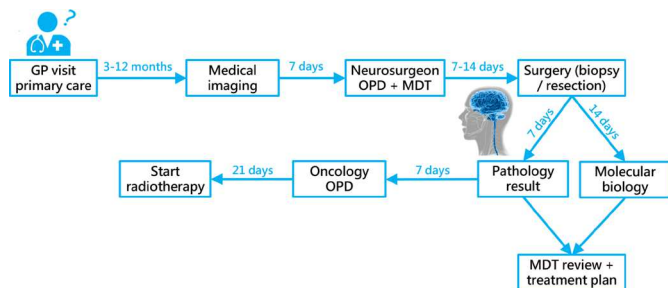 ?
GP visit
primary care
3-12 months
Medical
imaging
7 days
Neurosurgeon
OPD + MDT
7-14 days
Surgery (biopsy
/ resection)
7 days
14 days
Start
radiotherapy
21 days
Oncology
OPD
7 days
Pathology
result
Molecular
biology
MDT review +
treatment plan